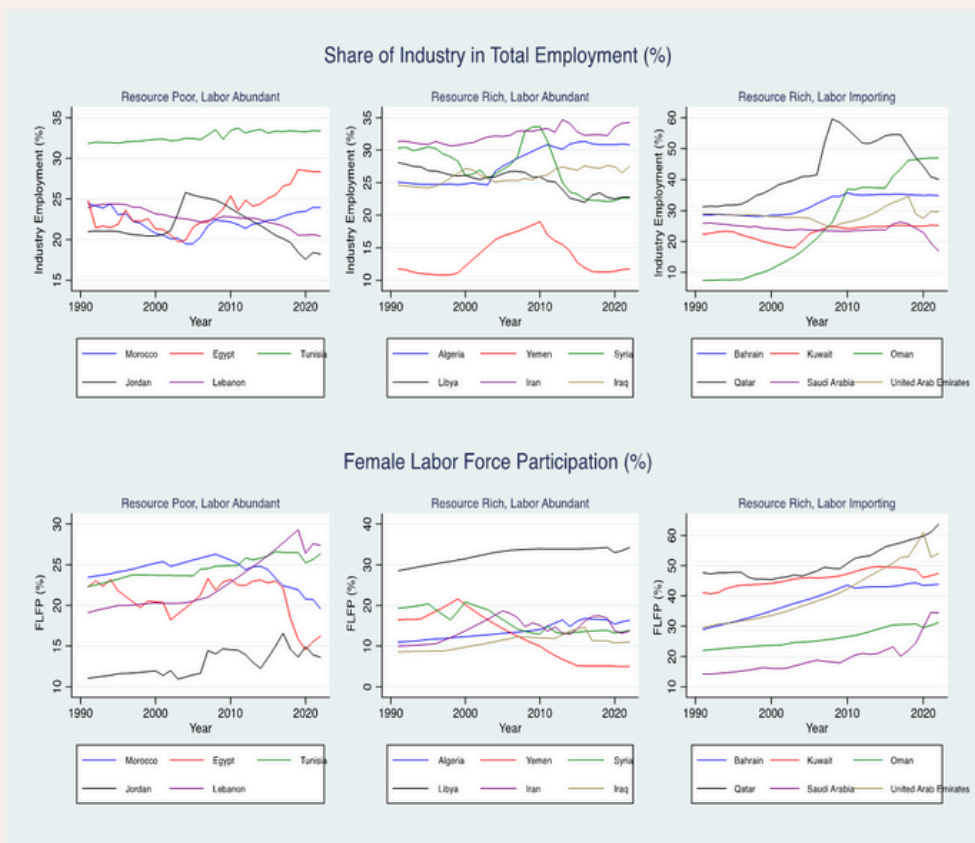 Share of Industry in Total Employment (%)
Resource Poor, Labor Abundant
Resource Rich, Labor Abundant
Resource Rich, Labor Importing
Industry Employment (%)
35
30
25
20
15
1990 2000 2010 2020
Year
Industry Employment (%)
35
30
25
20
15
10
1990 2000 2010 2020
Year
Industry Employment (%)
60
50
40
30
20
10
1990 2000 2010 2020
Year
Morocco Egypt Tunisia
Jordan Lebanon
Algeria Yemen Syria
Libya Iran Iraq
Bahrain Kuwait Oman
Qatar Saudi Arabia United Arab Emirates
Female Labor Force Participation (%)
Resource Poor, Labor Abundant
Resource Rich, Labor Abundant
Resource Rich, Labor Importing
FLFP (%)
30
25
20
15
10
1990 2000 2010 2020
Year
FLFP (%)
40
30
20
10
0
1990 2000 2010 2020
Year
FLFP (%)
60
50
40
30
20
10
1990 2000 2010 2020
Year
Morocco Egypt Tunisia
Jordan Lebanon
Algeria Yemen Syria
Libya Iran Iraq
Bahrain Kuwait Oman
Qatar Saudi Arabia United Arab Emirates